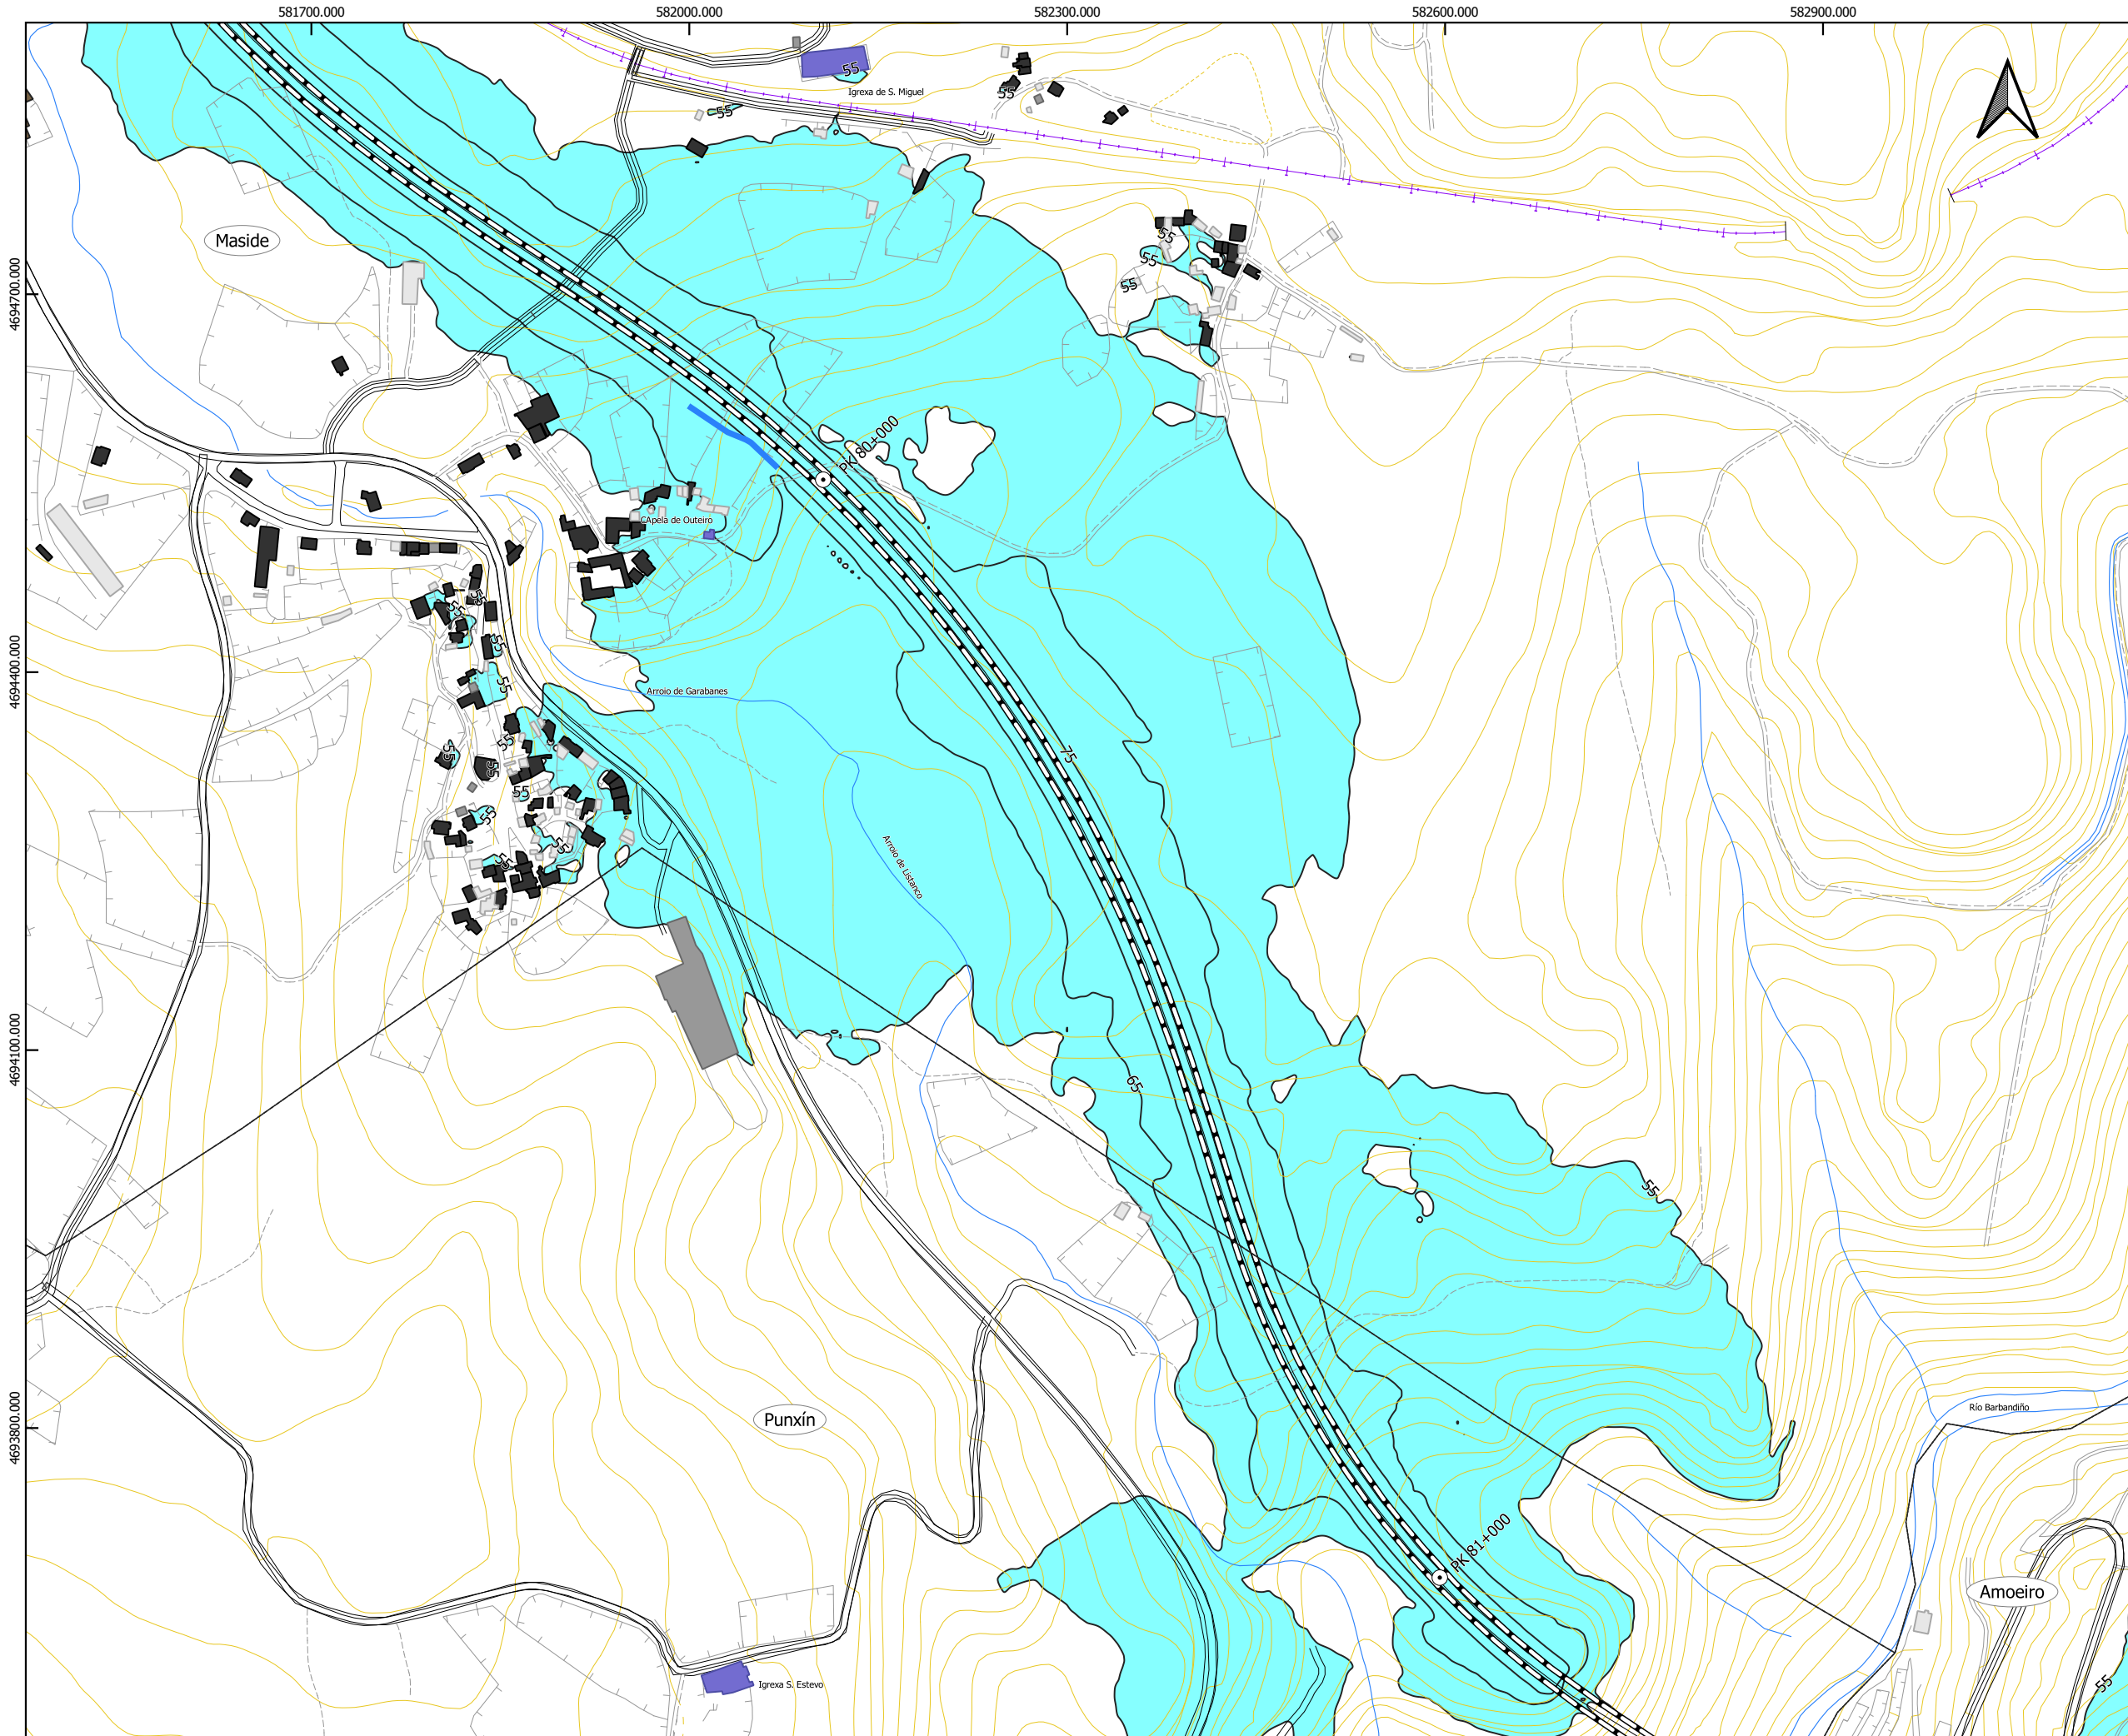 581700.000
582000.000
582300.000
582600.000
582900.000
55
Igrexa de S. Miguel
55
55
Maside
55
55
55
4694700.000
PK 80+000
CApela de Outeiro
55
55
55
4694400.000
55
Arroio de Garabanes
55
55
75
55
55
55
55
55
Arroio de Listanco
4694100.000
65
55
Punxín
Río Barbandiño
4693800.000
PK 81+000
Amoeiro
Igrexa S. Estevo
55